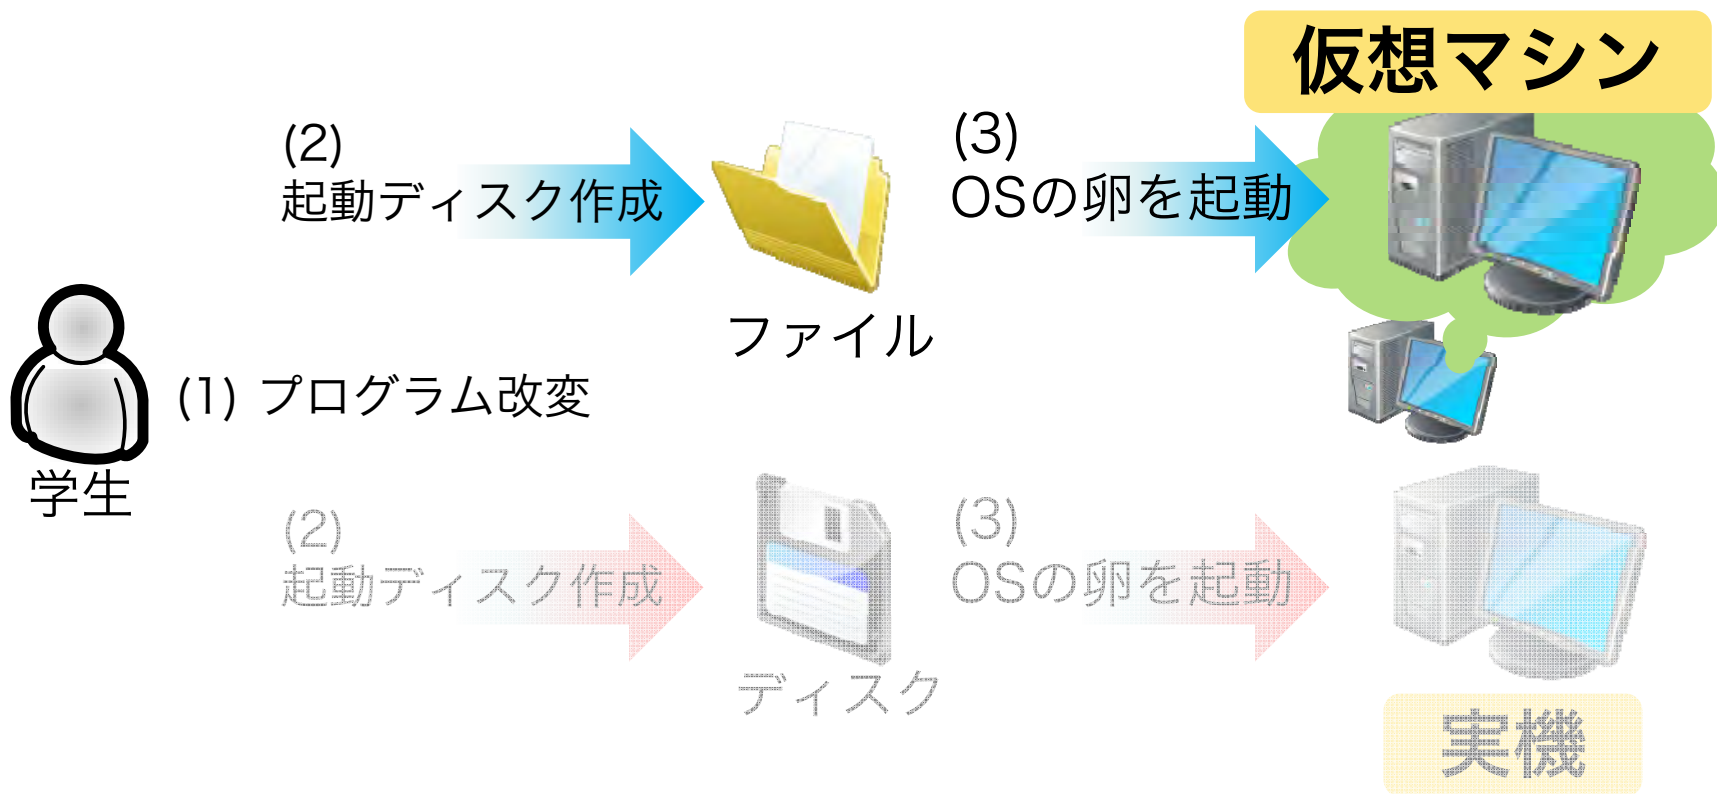 仮想マシン
(2)
起動ディスク作成
(3)
OSの卵を起動
ファイル
(1) プログラム改変
学生
(2)
起動ディスク作成
(3)
OSの卵を起動
ディスク
実機